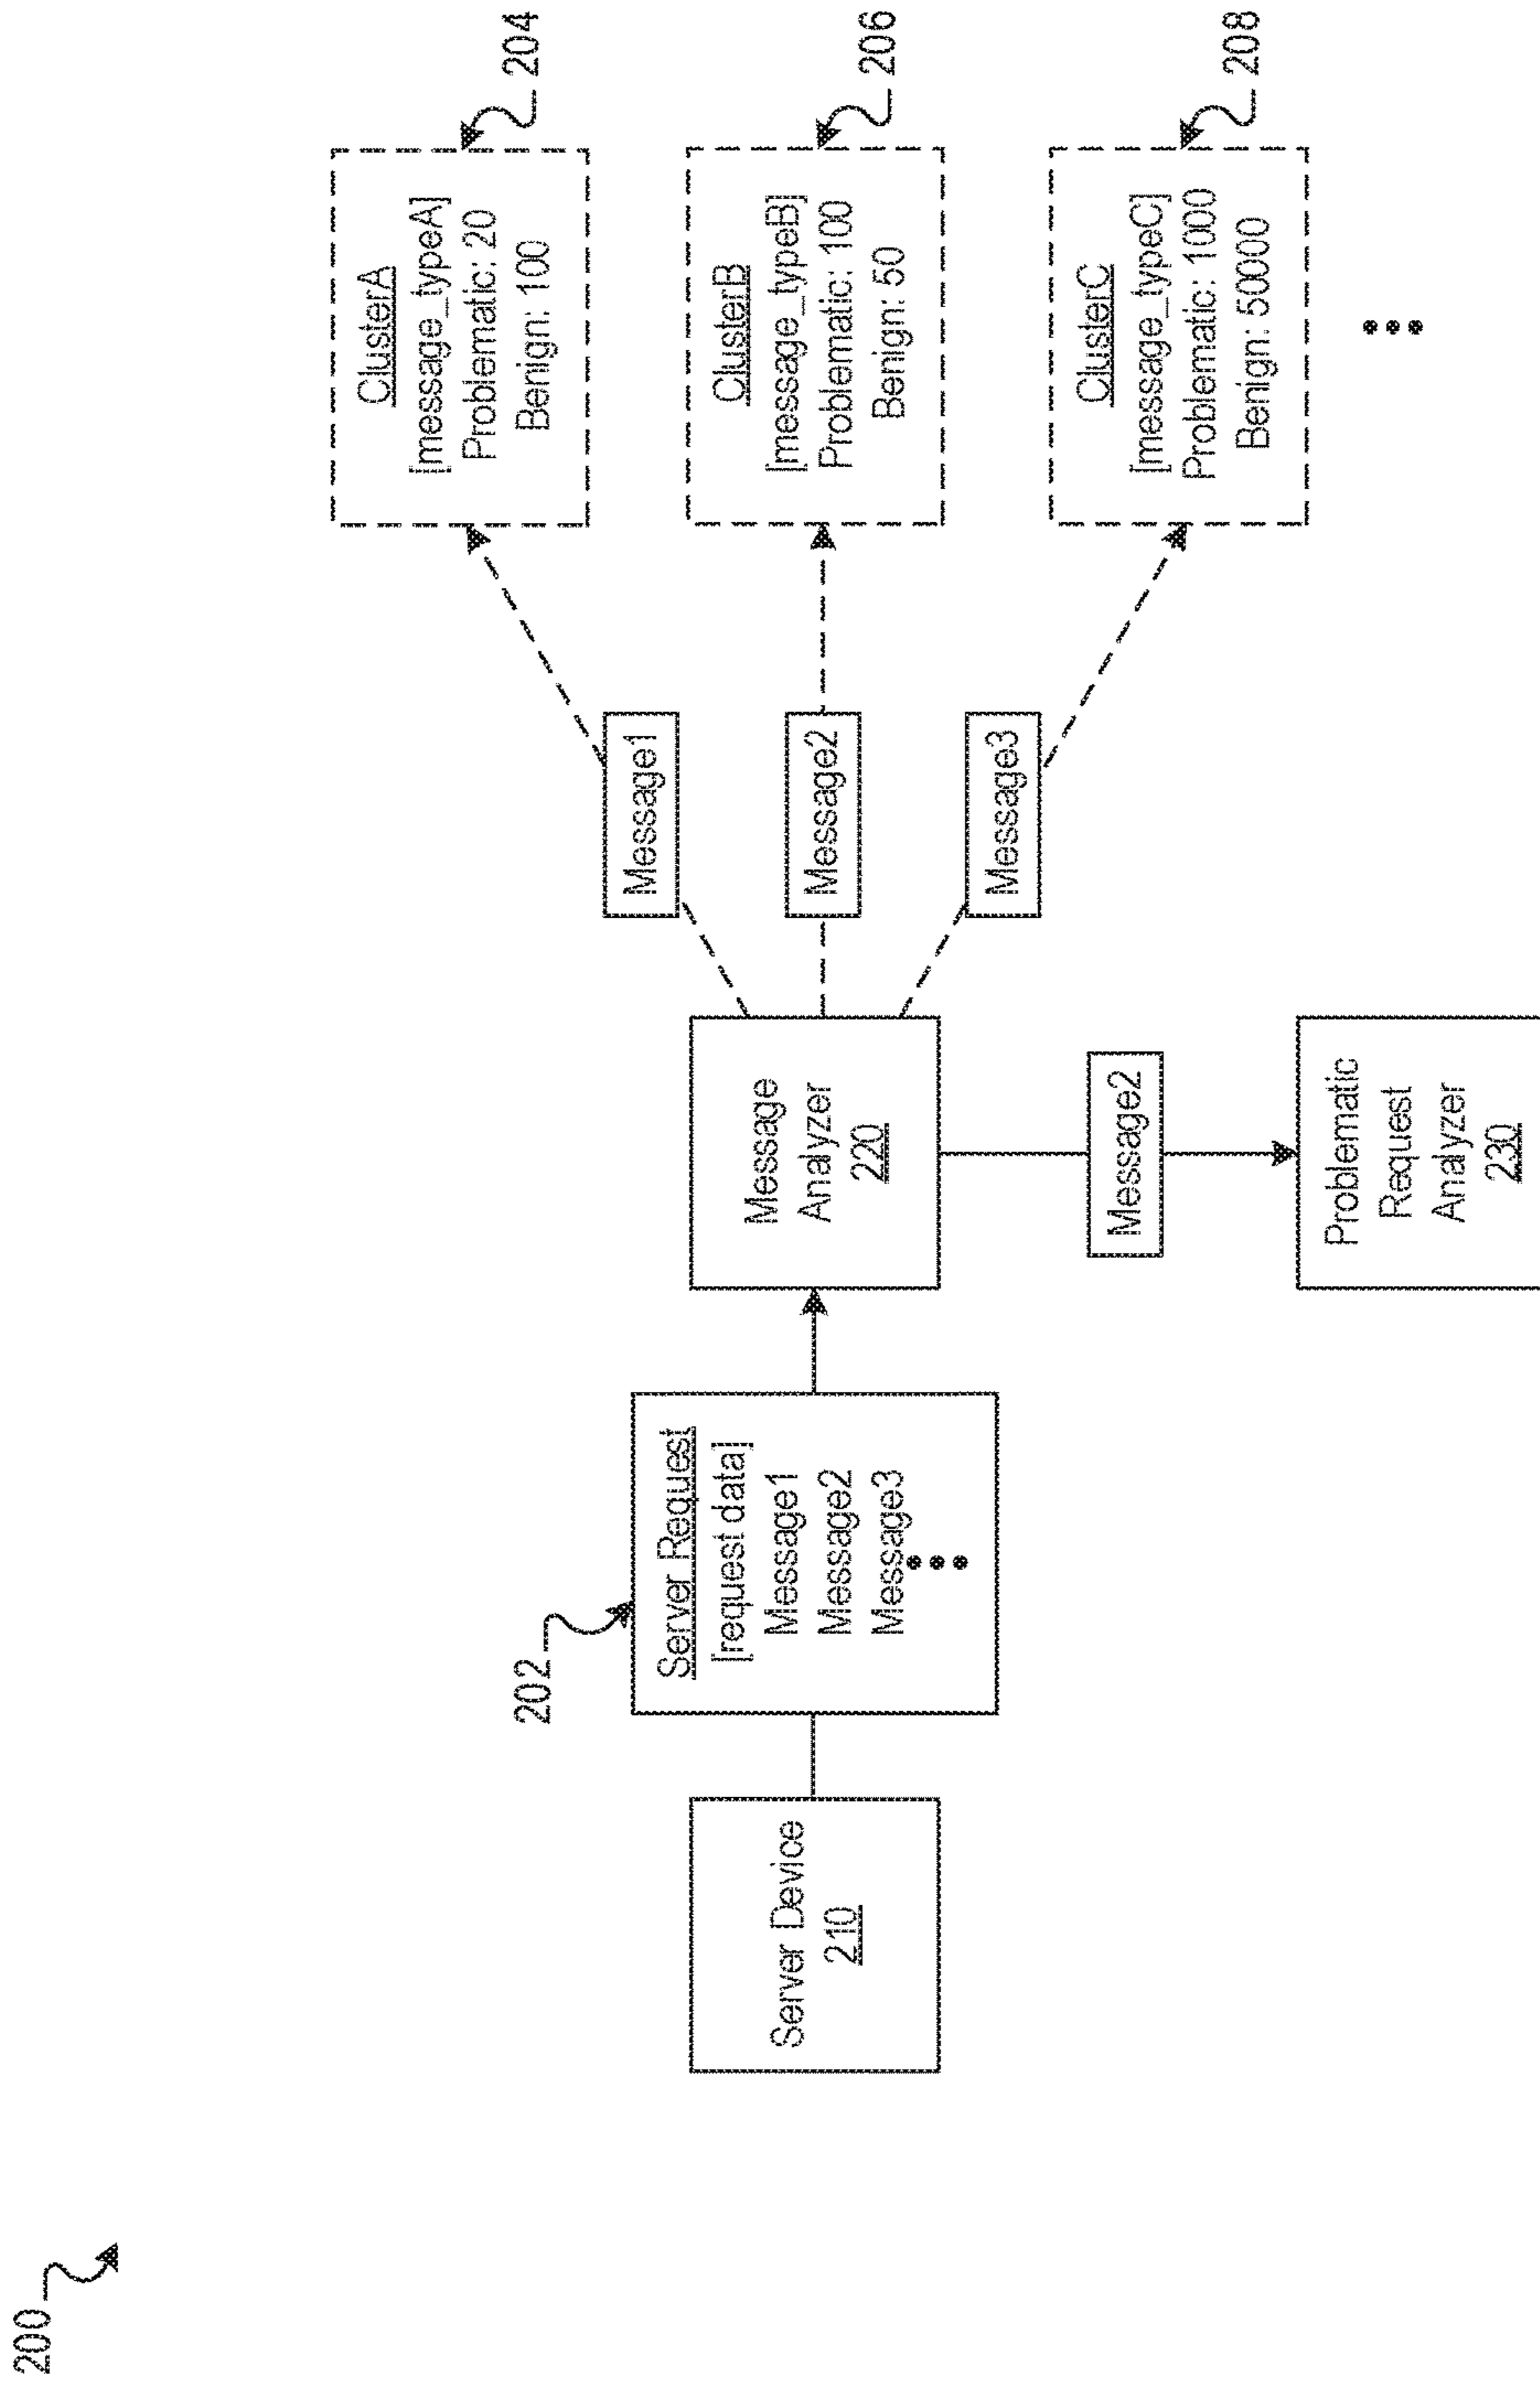 200
Server Device
210
202
Server Request
[request data]
Message1
Message2
Message3
Message
Analyzer
220
Message2
Problematic
Request
Analyzer
230
Message1
Message2
Message3
ClusterA
[message_typeA]
Problematic: 20
Benign: 100
204
ClusterB
[message_typeB]
Problematic: 100
Benign: 50
206
ClusterC
[message_typeC]
Problematic: 1000
Benign: 50000
208